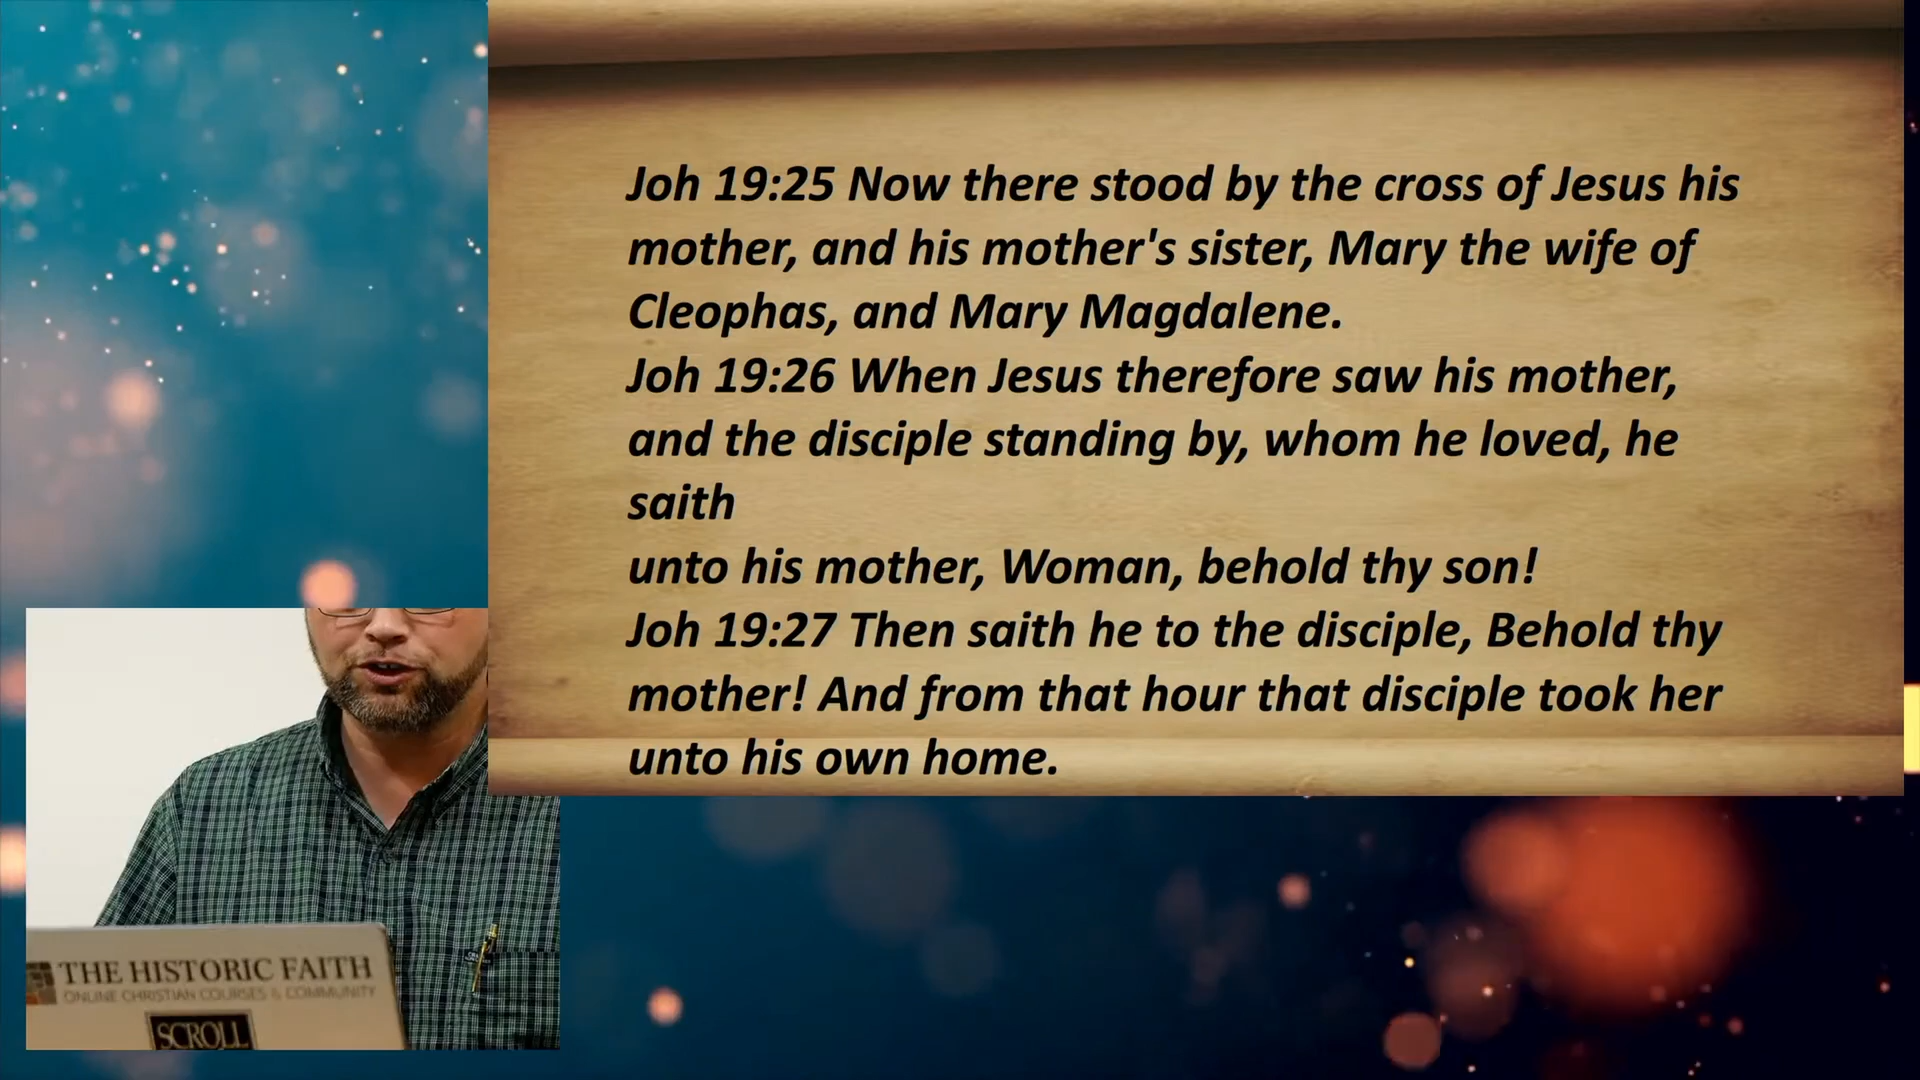 Joh 19:25 Now there stood by the cross of Jesus his
mother, and his mother's sister, Mary the wife of
Cleophas, and Mary Magdalene.
Joh 19:26 When Jesus therefore saw his mother,
and the disciple standing by, whom he loved, he
saith
unto his mother, Woman, behold thy son!
Joh 19:27 Then saith he to the disciple, Behold thy
mother! And from that hour that disciple took her
unto his own home.
THE HISTORIC FAITH
ONLINE CHRISTIAN COURSES & COMMUNITY
SCROLL